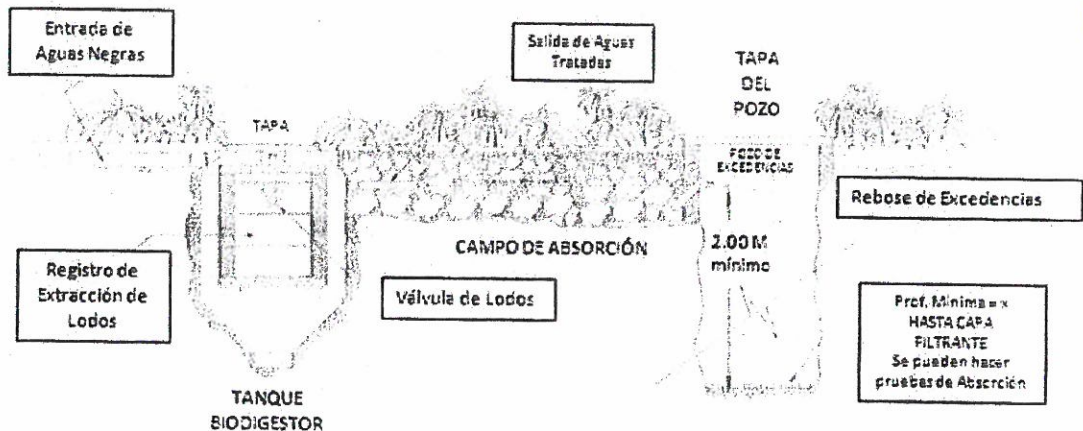 Entrada de
Aguas Negras
Salida de Aguas
Tratadas
TAPA
DEL
POZO
TAPA
POZO DE
EXCEDENCIAS
Rebose de Excedencias
CAMPO DE ABSORCIÓN
2.00 M
mínimo
Registro de
Extracción de
Lodos
Válvula de Lodos
Prof. Mínima = x
HASTA CAPA
FILTRANTE
Se pueden hacer
pruebas de Absorción
TANQUE
BIODIGESTOR